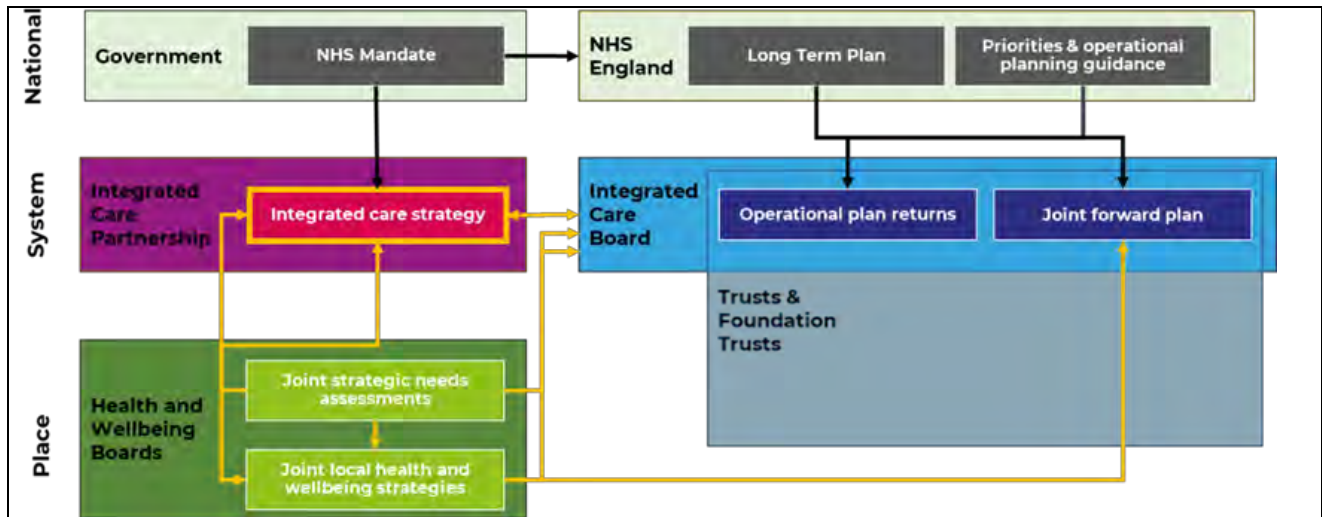 National
Government
NHS Mandate
NHS
England
Long Term Plan
Priorities & operational
planning guidance
System
Integrated
Care
Partnership
Integrated care strategy
Integrated
Care
Board
Operational plan returns
Joint forward plan
Trusts &
Foundation
Trusts
Place
Health and
Wellbeing
Boards
Joint strategic needs
assessments
Joint local health and
wellbeing strategies